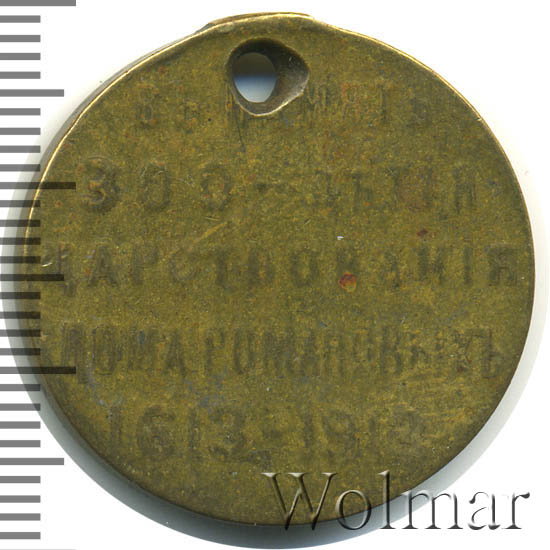 ВЪ ПАМЯТЬ
300-ЛѢТІЯ
ЦАРСТВОВАНІЯ
ДОМА РОМАНОВЫХЪ
1613-1913
Wolmar